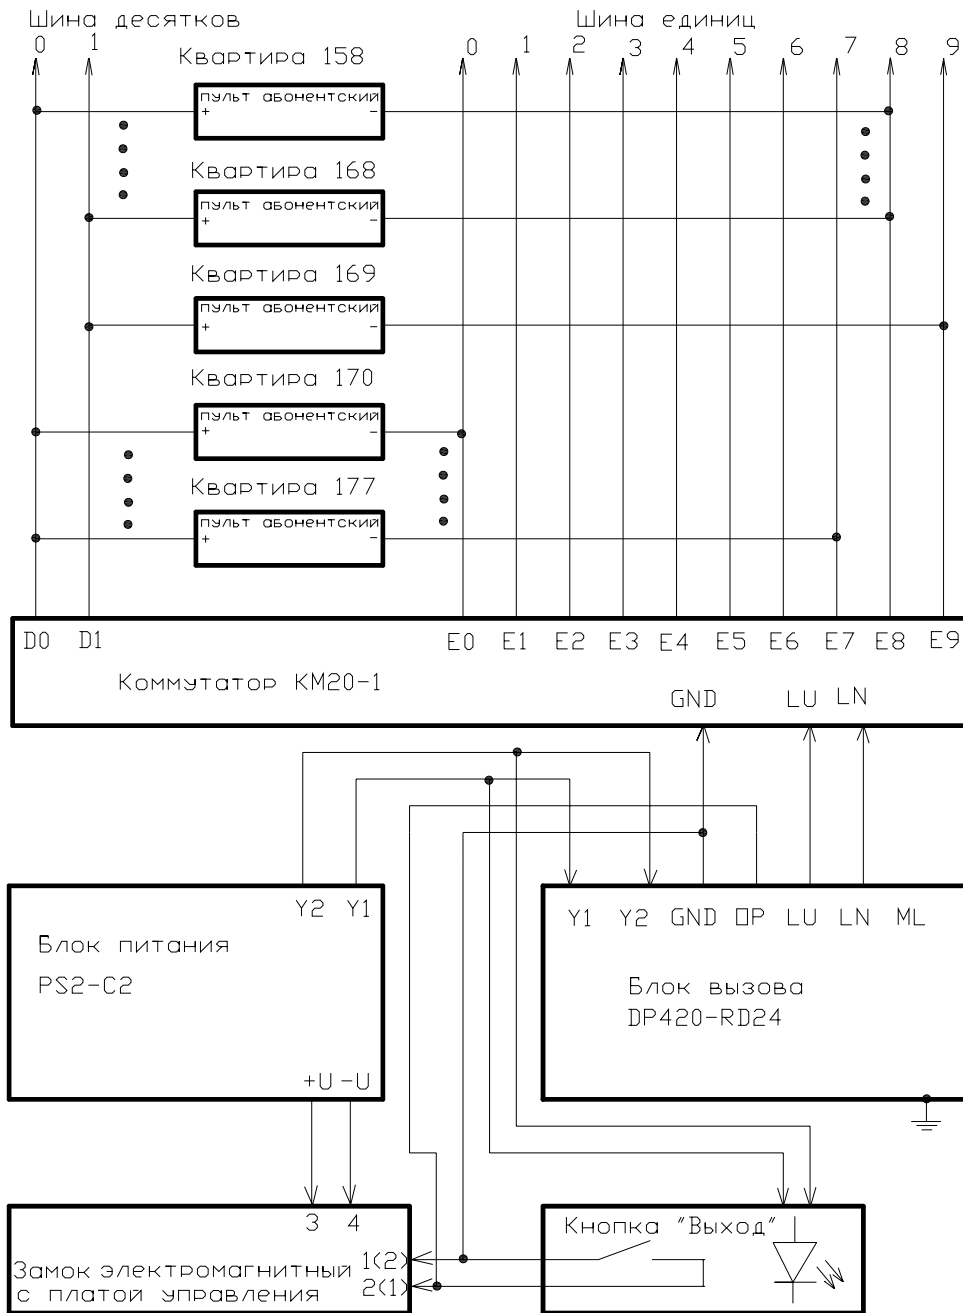 Шина десятков
Шина единиц
0 1 0 1 2 3 4 5 6 7 8 9
Квартира 158
пульт абонентский
+ -
Квартира 168
пульт абонентский
+ -
Квартира 169
пульт абонентский
+ -
Квартира 170
пульт абонентский
+ -
Квартира 177
пульт абонентский
+ -
D0 D1 E0 E1 E2 E3 E4 E5 E6 E7 E8 E9
Коммутатор KM20-1
GND LU LN
Y2 Y1
Блок питания
PS2-C2
+U -U
Y1 Y2 GND OP LU LN ML
Блок вызова
DP420-RD24
3 4
1(2)
2(1)
Замок электромагнитный
с платой управления
Кнопка "Выход"